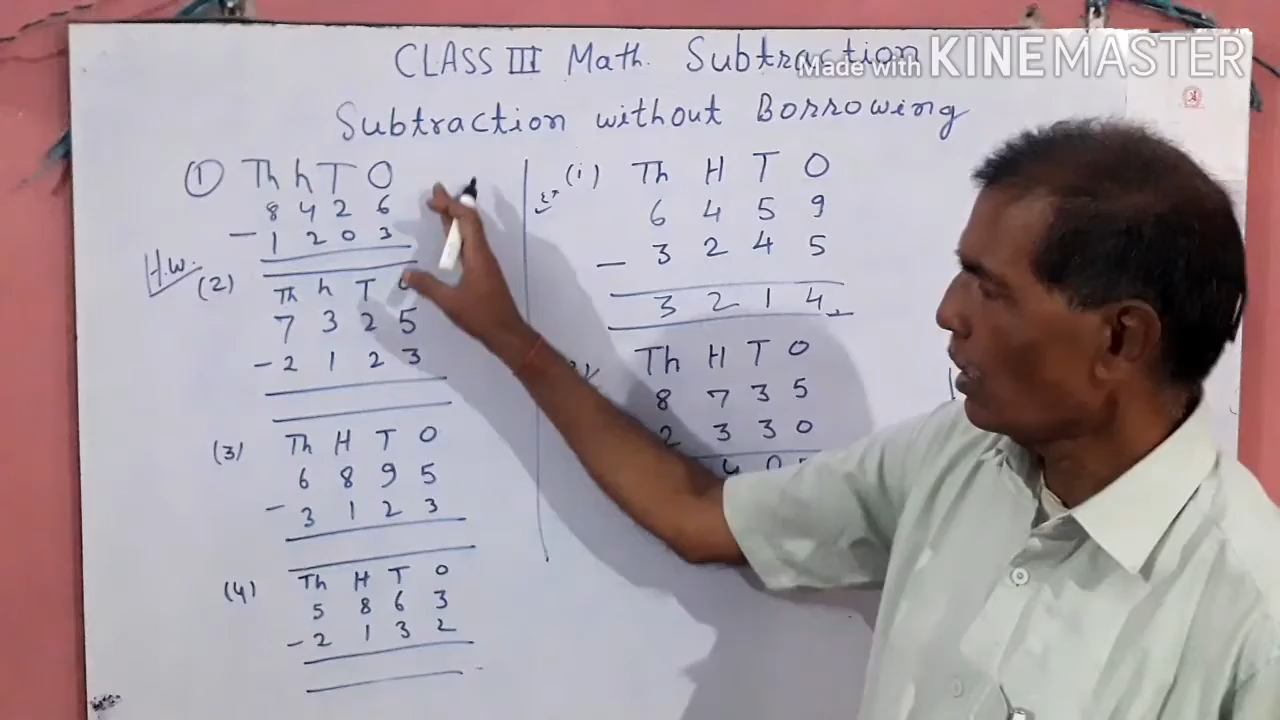 CLASS III Math. Subtraction
Made with KINEMASTER
Subtraction without Borrowing
① Th h T O
8 4 2 6
- 1 2 0 3
H.W.
(2) Th h T
7 3 2 5
- 2 1 2 3
(3) Th H T O
6 8 9 5
- 3 1 2 3
(4) Th H T O
5 8 6 3
- 2 1 3 2
(i) Th H T O
6 4 5 9
- 3 2 4 5
3 2 1 4
Th H T O
8 7 3 5
2 3 3 0
4 0